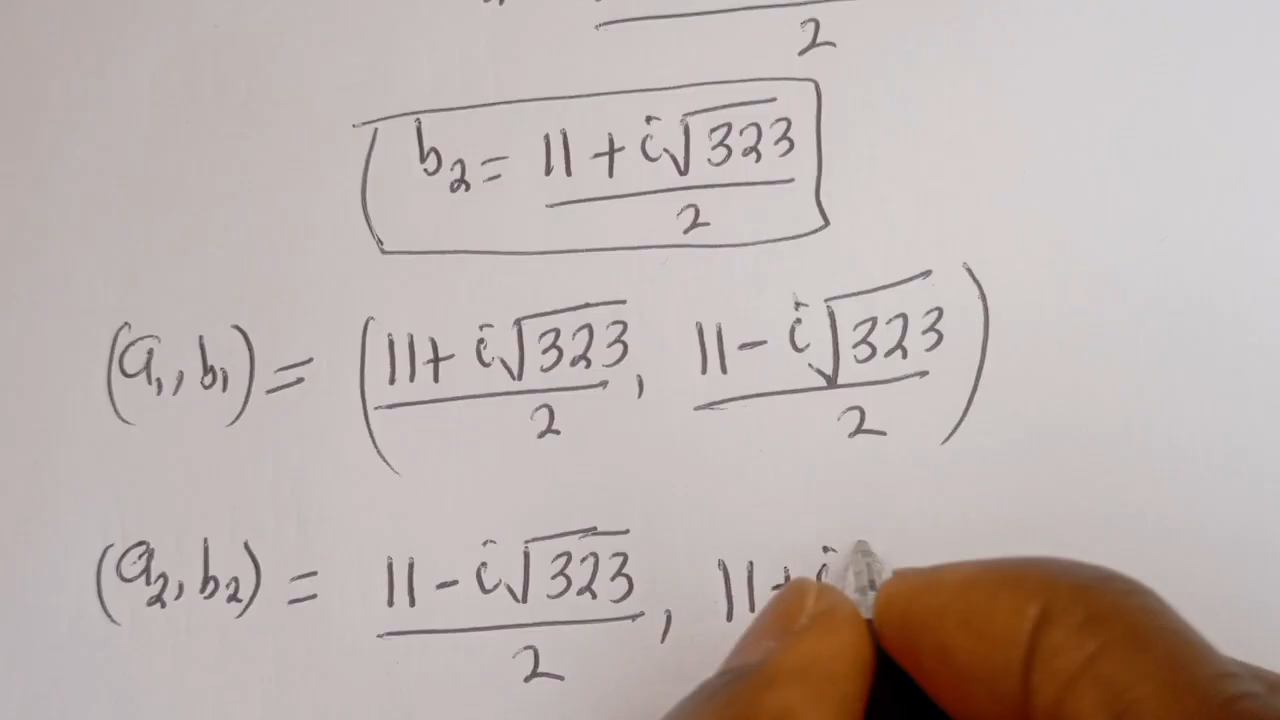 2
b₂ = 11 + i√323 / 2
(a₁, b₁) = (11 + i√323 / 2, 11 - i√323 / 2)
(a₂, b₂) = 11 - i√323 / 2, 11 + i